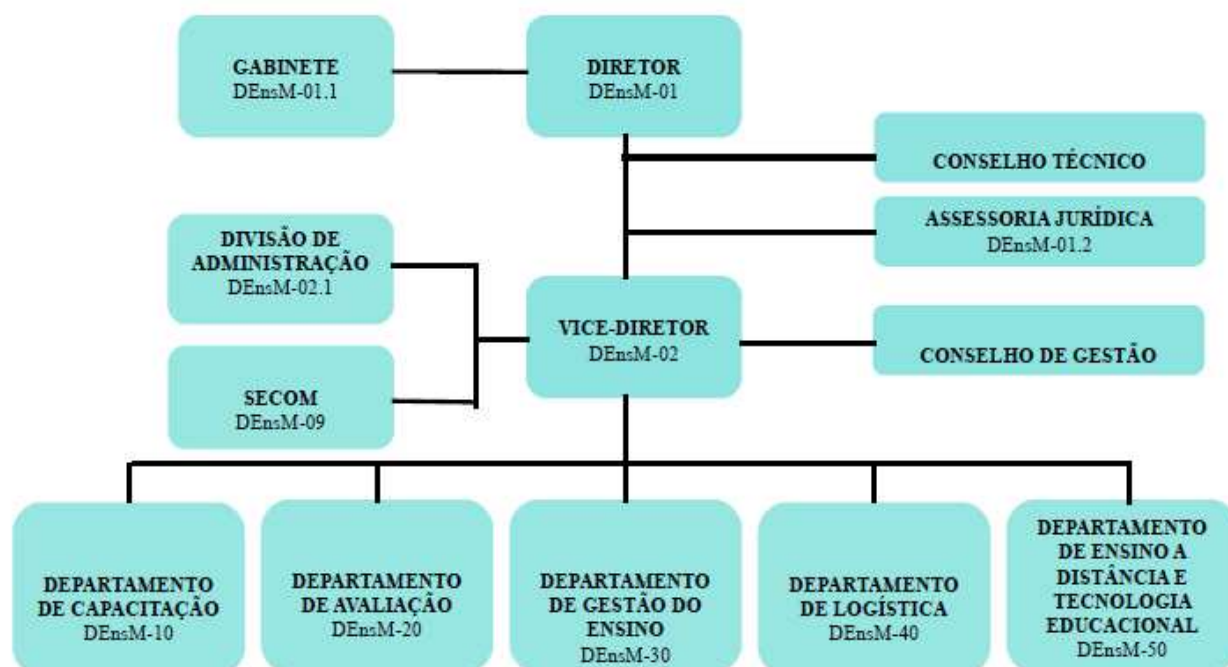 GABINETE
DEnsM-01.1
DIRETOR
DEnsM-01
CONSELHO TÉCNICO
ASSESSORIA JURÍDICA
DEnsM-01.2
DIVISÃO DE
ADMINISTRAÇÃO
DEnsM-02.1
VICE-DIRETOR
DEnsM-02
CONSELHO DE GESTÃO
SECOM
DEnsM-09
DEPARTAMENTO
DE CAPACITAÇÃO
DEnsM-10
DEPARTAMENTO
DE AVALIAÇÃO
DEnsM-20
DEPARTAMENTO
DE GESTÃO DO
ENSINO
DEnsM-30
DEPARTAMENTO
DE LOGÍSTICA
DEnsM-40
DEPARTAMENTO
DE ENSINO A
DISTÂNCIA E
TECNOLOGIA
EDUCACIONAL
DEnsM-50